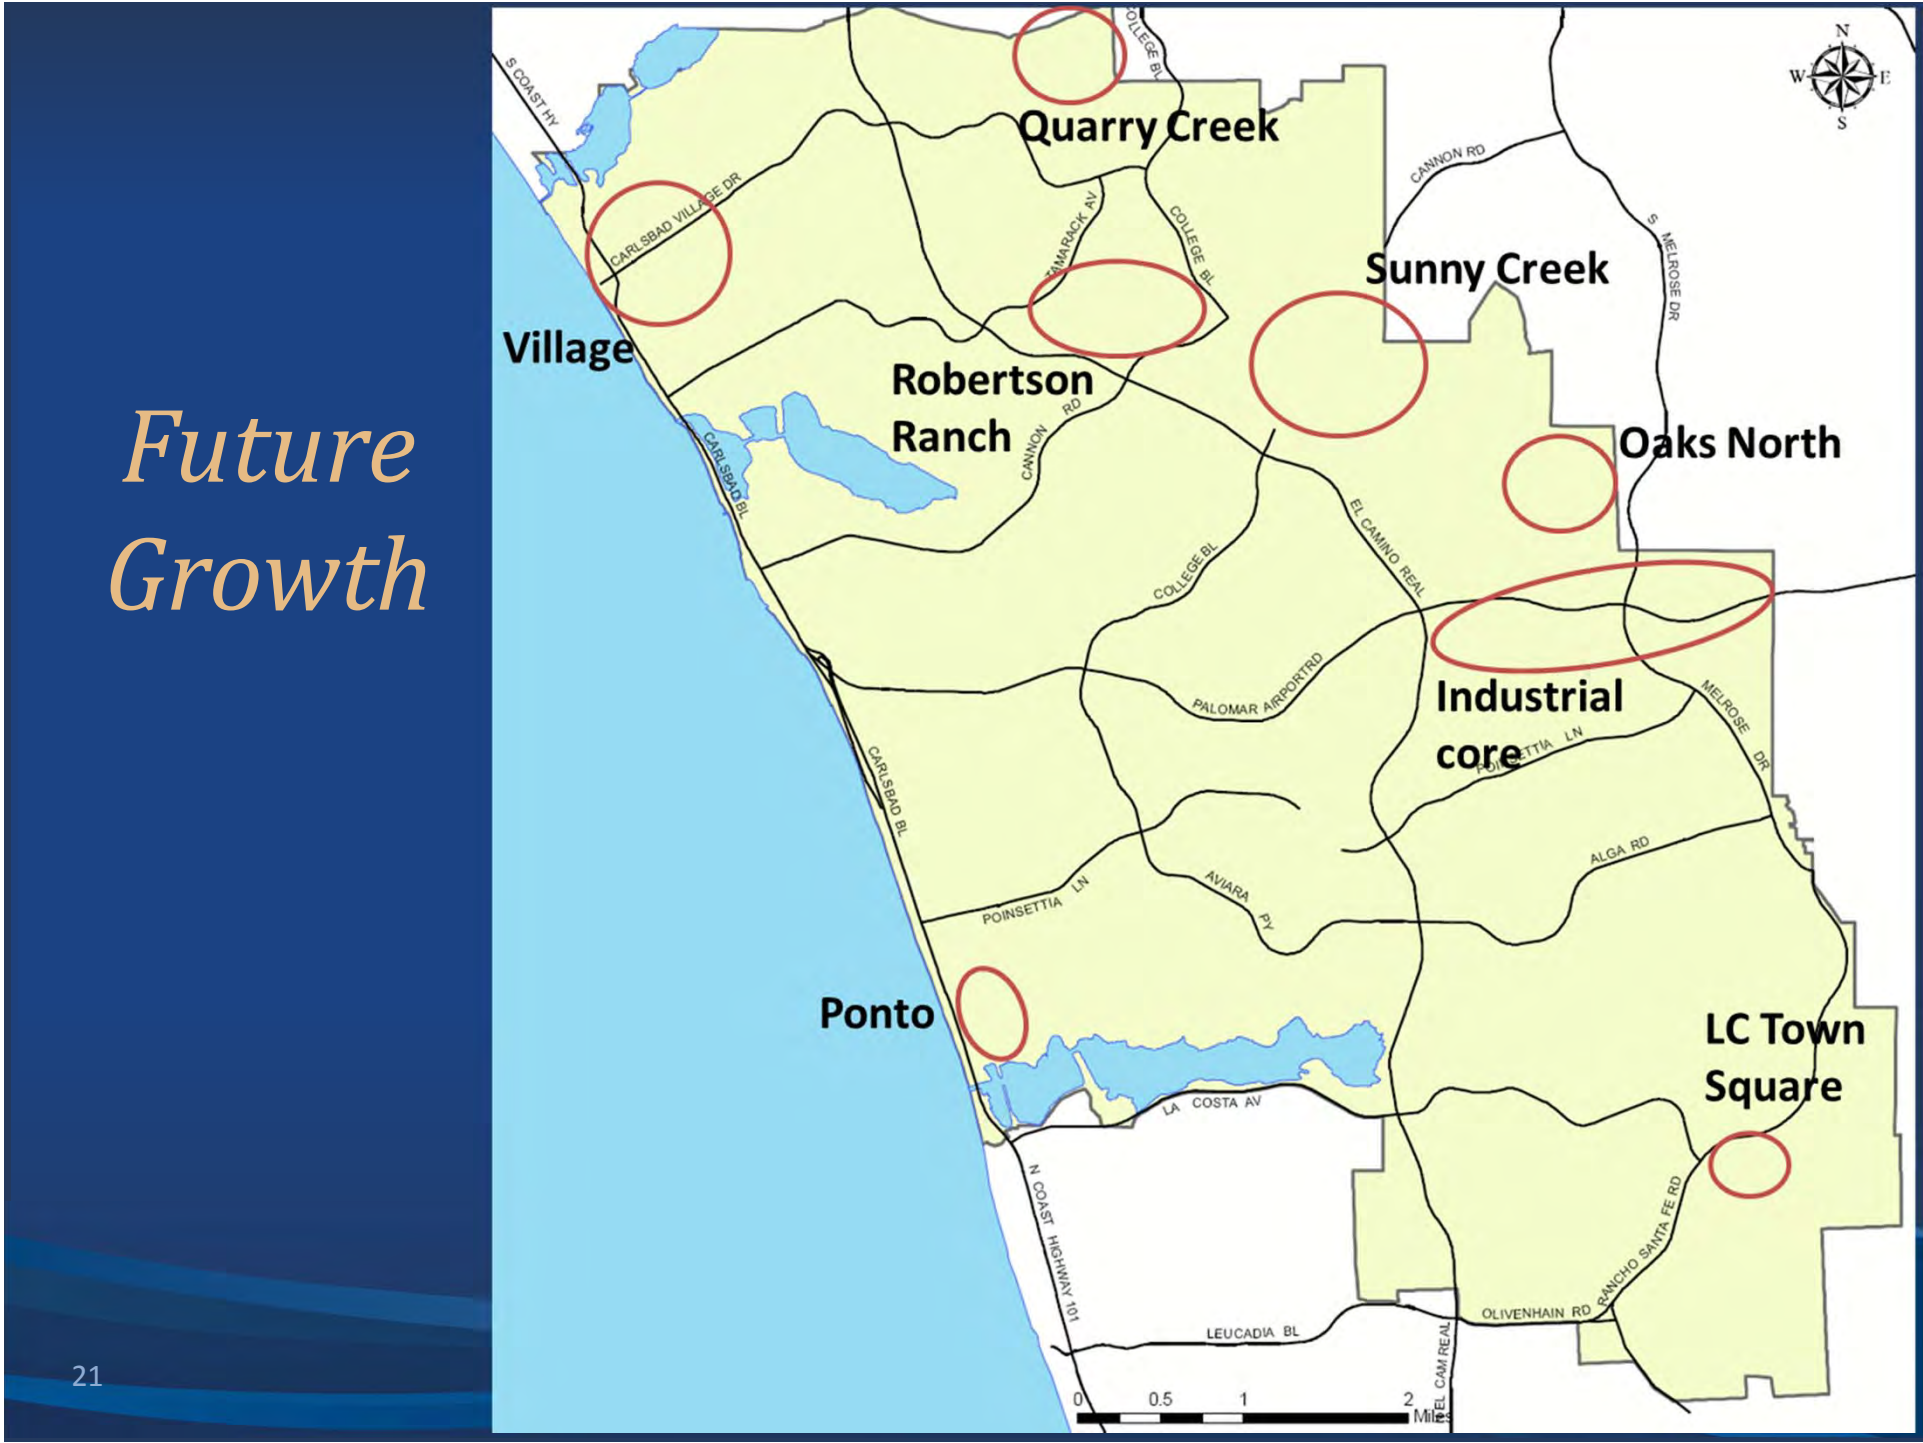 Future
Growth
21
N
W
E
S
S COAST HY
COLLEGE BL
Quarry Creek
CANNON RD
CARLSBAD VILLAGE DR
TAMARACK AV
COLLEGE BL
S MELROSE DR
Sunny Creek
Village
Robertson
Ranch
CANNON RD
CARLSBAD BL
Oaks North
EL CAMINO REAL
COLLEGE BL
PALOMAR AIRPORT RD
Industrial
core
POINSETTIA LN
MELROSE DR
CARLSBAD BL
ALGA RD
POINSETTIA LN
AVIARA PY
Ponto
LC Town
Square
LA COSTA AV
N COAST HIGHWAY 101
RANCHO SANTA FE RD
OLIVENHAIN RD
LEUCADIA BL
EL CAM REAL
0 0.5 1 2
Miles